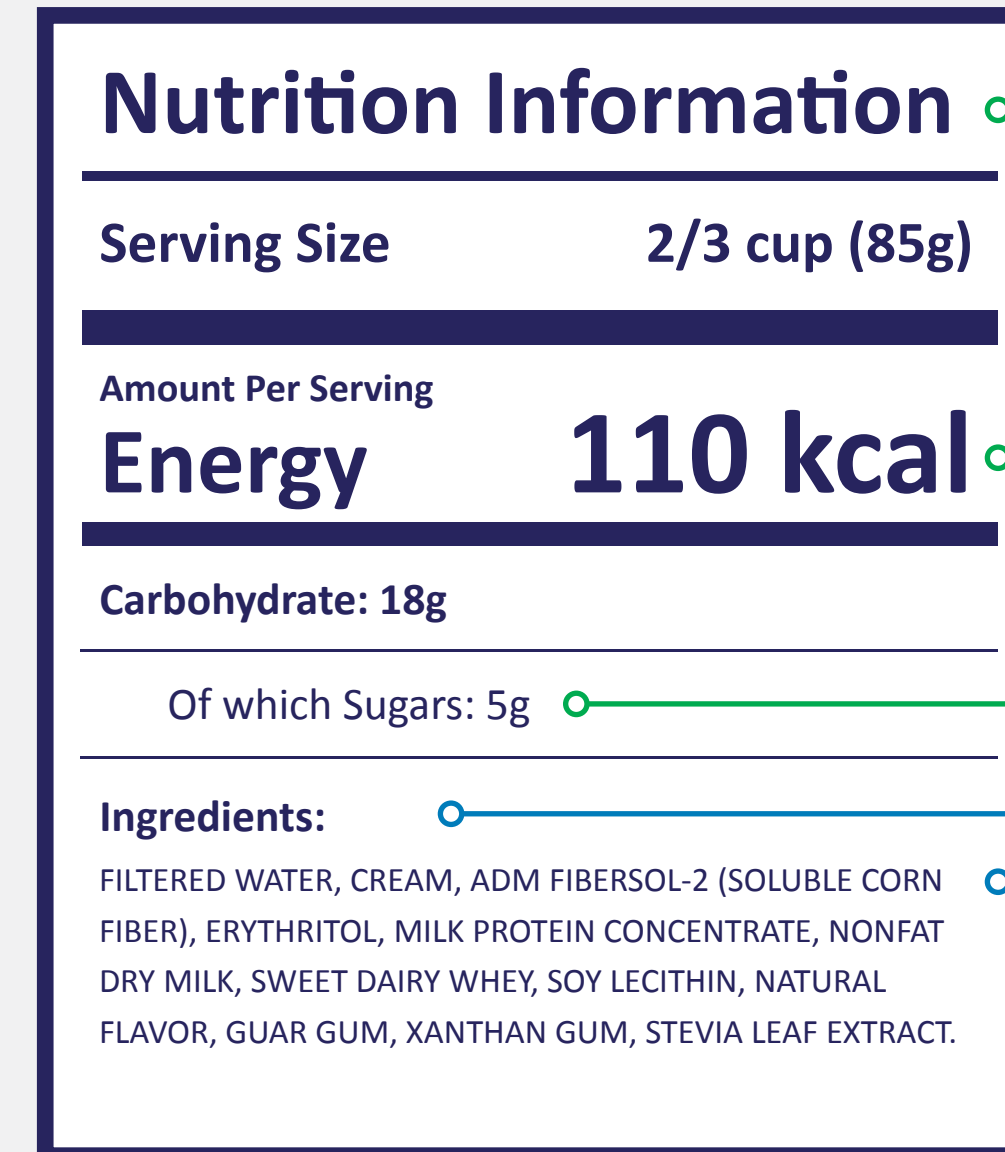 Nutrition Information
Serving Size 2/3 cup (85g)
Amount Per Serving
Energy 110 kcal
Carbohydrate: 18g
Of which Sugars: 5g
Ingredients:
FILTERED WATER, CREAM, ADM FIBERSOL-2 (SOLUBLE CORN
FIBER), ERYTHRITOL, MILK PROTEIN CONCENTRATE, NONFAT
DRY MILK, SWEET DAIRY WHEY, SOY LECITHIN, NATURAL
FLAVOR, GUAR GUM, XANTHAN GUM, STEVIA LEAF EXTRACT.